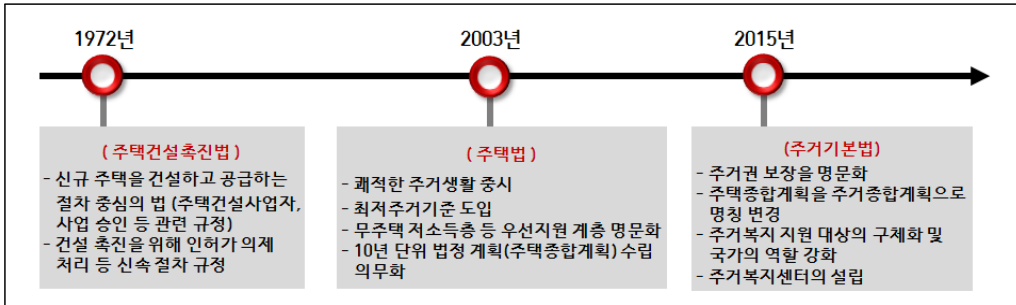 1972년
2003년
2015년
( 주택건설촉진법 )
- 신규 주택을 건설하고 공급하는
절차 중심의 법 (주택건설사업자,
사업 승인 등 관련 규정)
- 건설 촉진을 위해 인허가 의제
처리 등 신속 절차 규정
( 주택법 )
- 쾌적한 주거생활 중시
- 최저주거기준 도입
- 무주택 저소득층 등 우선지원 계층 명문화
- 10년 단위 법정 계획(주택종합계획) 수립
의무화
(주거기본법)
- 주거권 보장을 명문화
- 주택종합계획을 주거종합계획으로
명칭 변경
- 주거복지 지원 대상의 구체화 및
국가의 역할 강화
- 주거복지센터의 설립